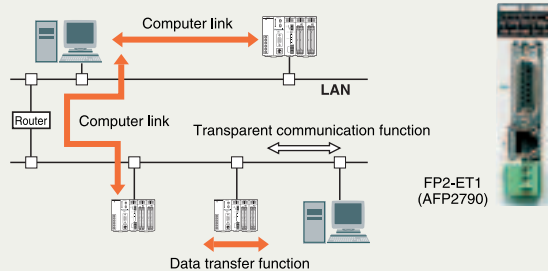 Computer link
LAN
Router
Computer link
Transparent communication function
FP2-ET1
(AFP2790)
Data transfer function